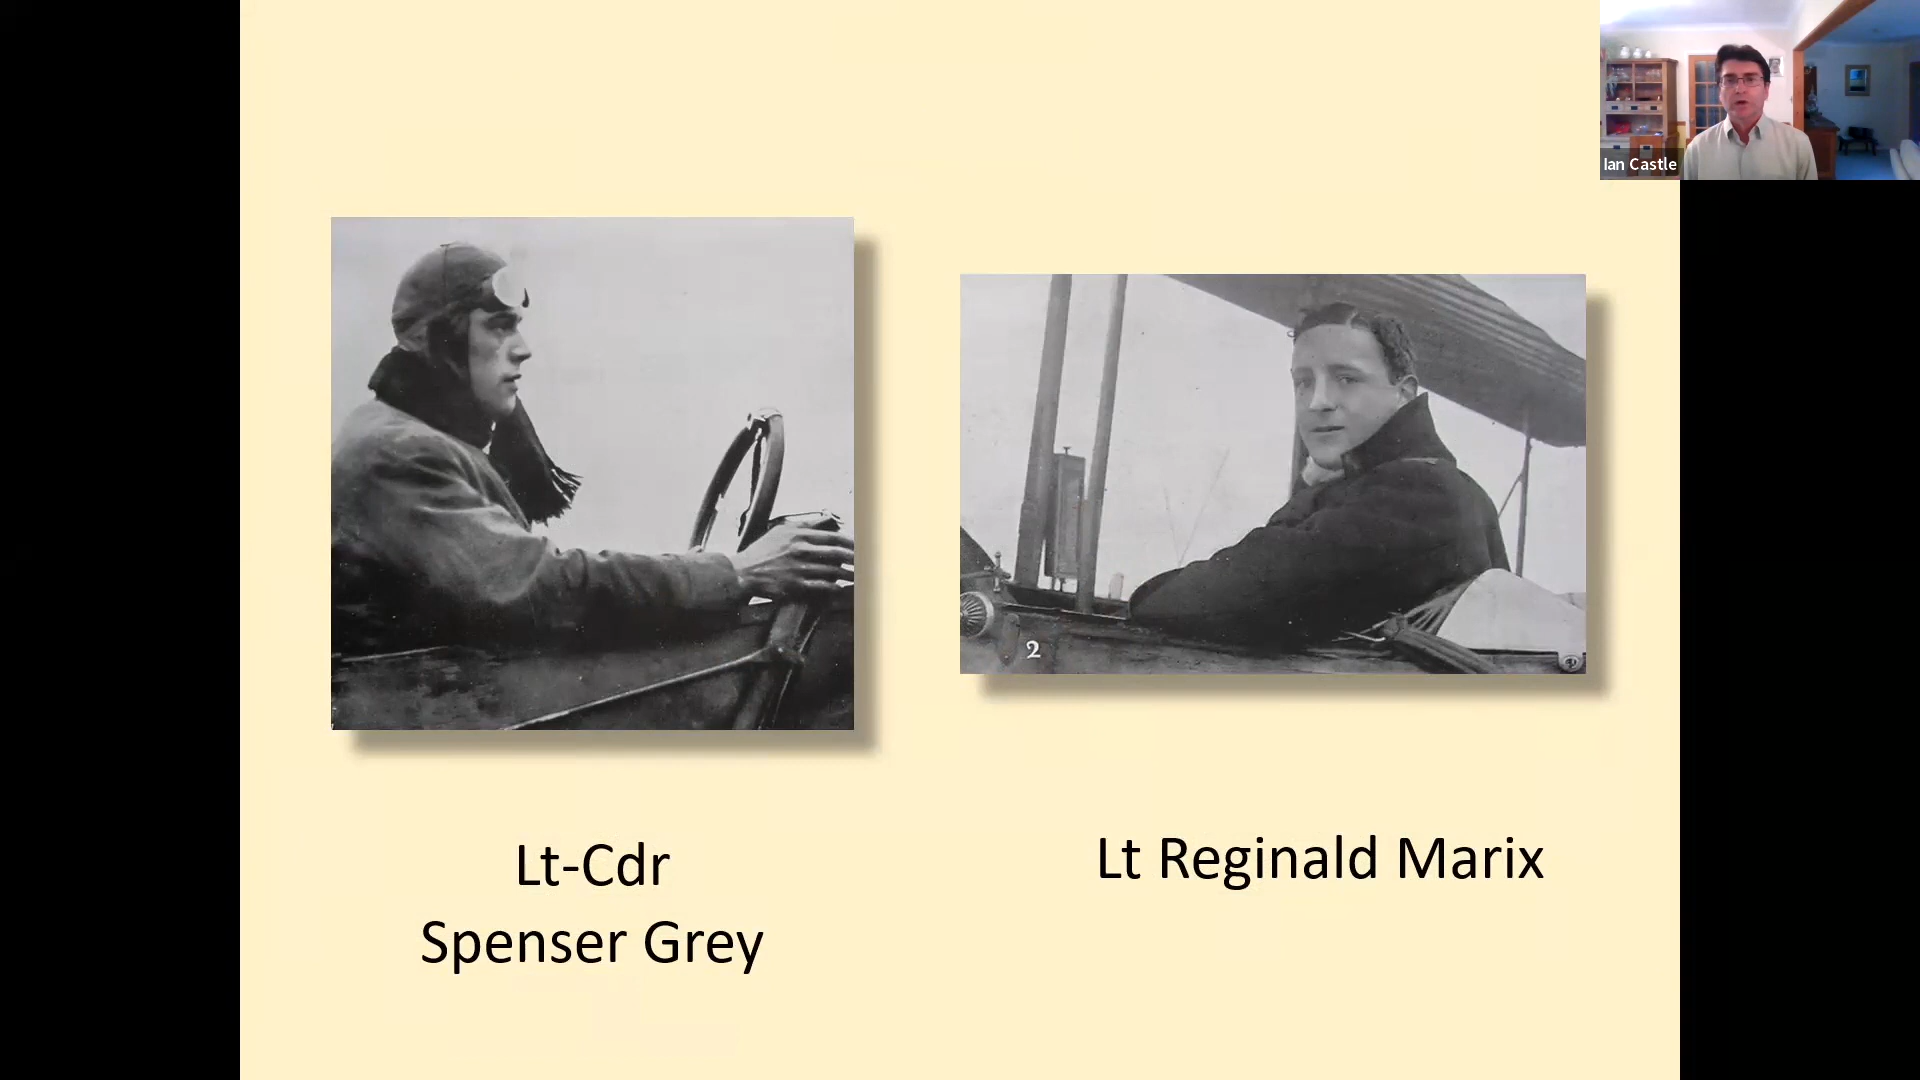 Ian Castle
2
Lt-Cdr
Spenser Grey
Lt Reginald Marix